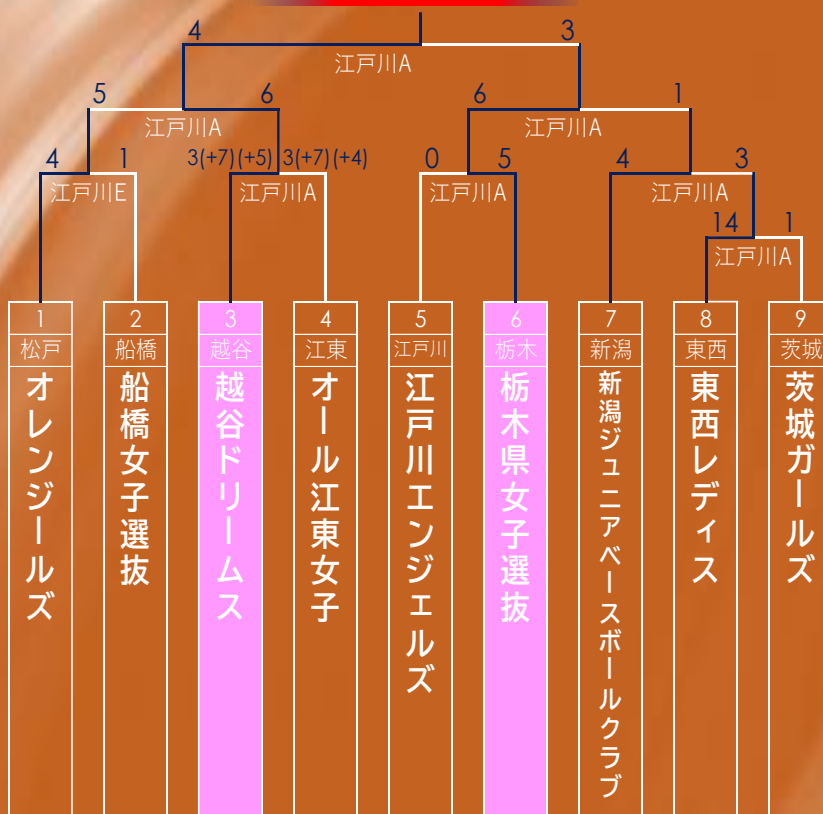 4 3
江戸川A
5 6 6 1
江戸川A 江戸川A
4 1 3(+7)(+5) 3(+7)(+4) 0 5 4 3
江戸川E 江戸川A 江戸川A 江戸川A
14 1
江戸川A
1 2 3 4 5 6 7 8 9
松戸 船橋 越谷 江東 江戸川 栃木 新潟 東西 茨城
オレンジールズ
船橋女子選抜
越谷ドリームス
オール江東女子
江戸川エンジェルズ
栃木県女子選抜
新潟ジュニアベースボールクラブ
東西レディス
茨城ガールズ